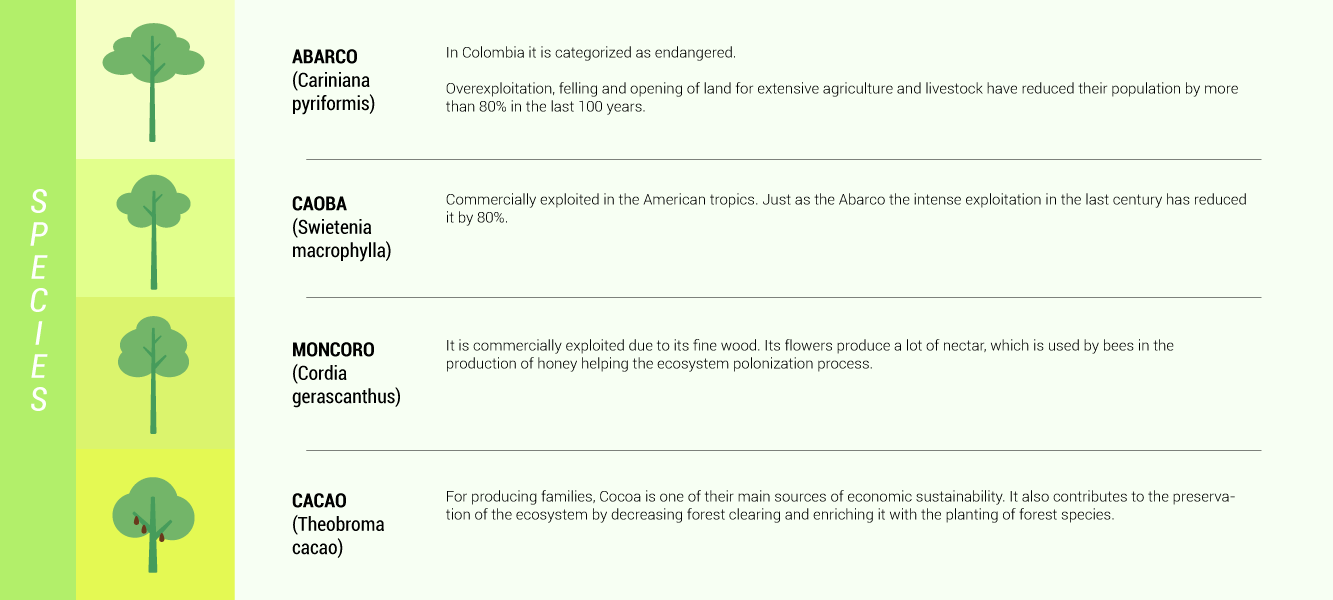 SPECIES
ABARCO
(Cariniana
pyriformis)
In Colombia it is categorized as endangered.
Overexploitation, felling and opening of land for extensive agriculture and livestock have reduced their population by more
than 80% in the last 100 years.
CAOBA
(Swietenia
macrophylla)
Commercially exploited in the American tropics. Just as the Abarco the intense exploitation in the last century has reduced
it by 80%.
MONCORO
(Cordia
gerascanthus)
It is commercially exploited due to its fine wood. Its flowers produce a lot of nectar, which is used by bees in the
production of honey helping the ecosystem polonization process.
CACAO
(Theobroma
cacao)
For producing families, Cocoa is one of their main sources of economic sustainability. It also contributes to the preserva-
tion of the ecosystem by decreasing forest clearing and enriching it with the planting of forest species.